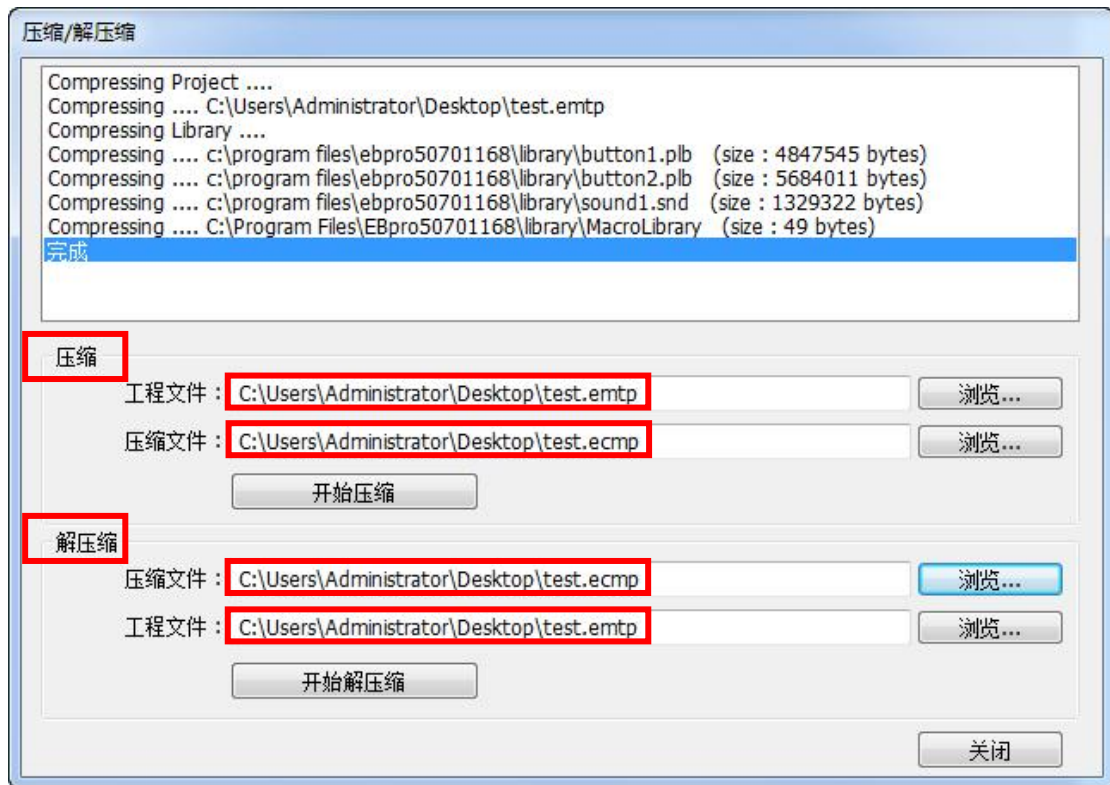 压缩/解压缩
Compressing Project ....
Compressing .... C:\Users\Administrator\Desktop\test.emtp
Compressing Library ....
Compressing .... c:\program files\ebpro50701168\library\button1.plb (size : 4847545 bytes)
Compressing .... c:\program files\ebpro50701168\library\button2.plb (size : 5684011 bytes)
Compressing .... c:\program files\ebpro50701168\library\sound1.snd (size : 1329322 bytes)
Compressing .... C:\Program Files\EBpro50701168\library\MacroLibrary (size : 49 bytes)
完成
压缩
工程文件： C:\Users\Administrator\Desktop\test.emtp 浏览...
压缩文件： C:\Users\Administrator\Desktop\test.ecmp 浏览...
开始压缩
解压缩
压缩文件： C:\Users\Administrator\Desktop\test.ecmp 浏览...
工程文件： C:\Users\Administrator\Desktop\test.emtp 浏览...
开始解压缩
关闭